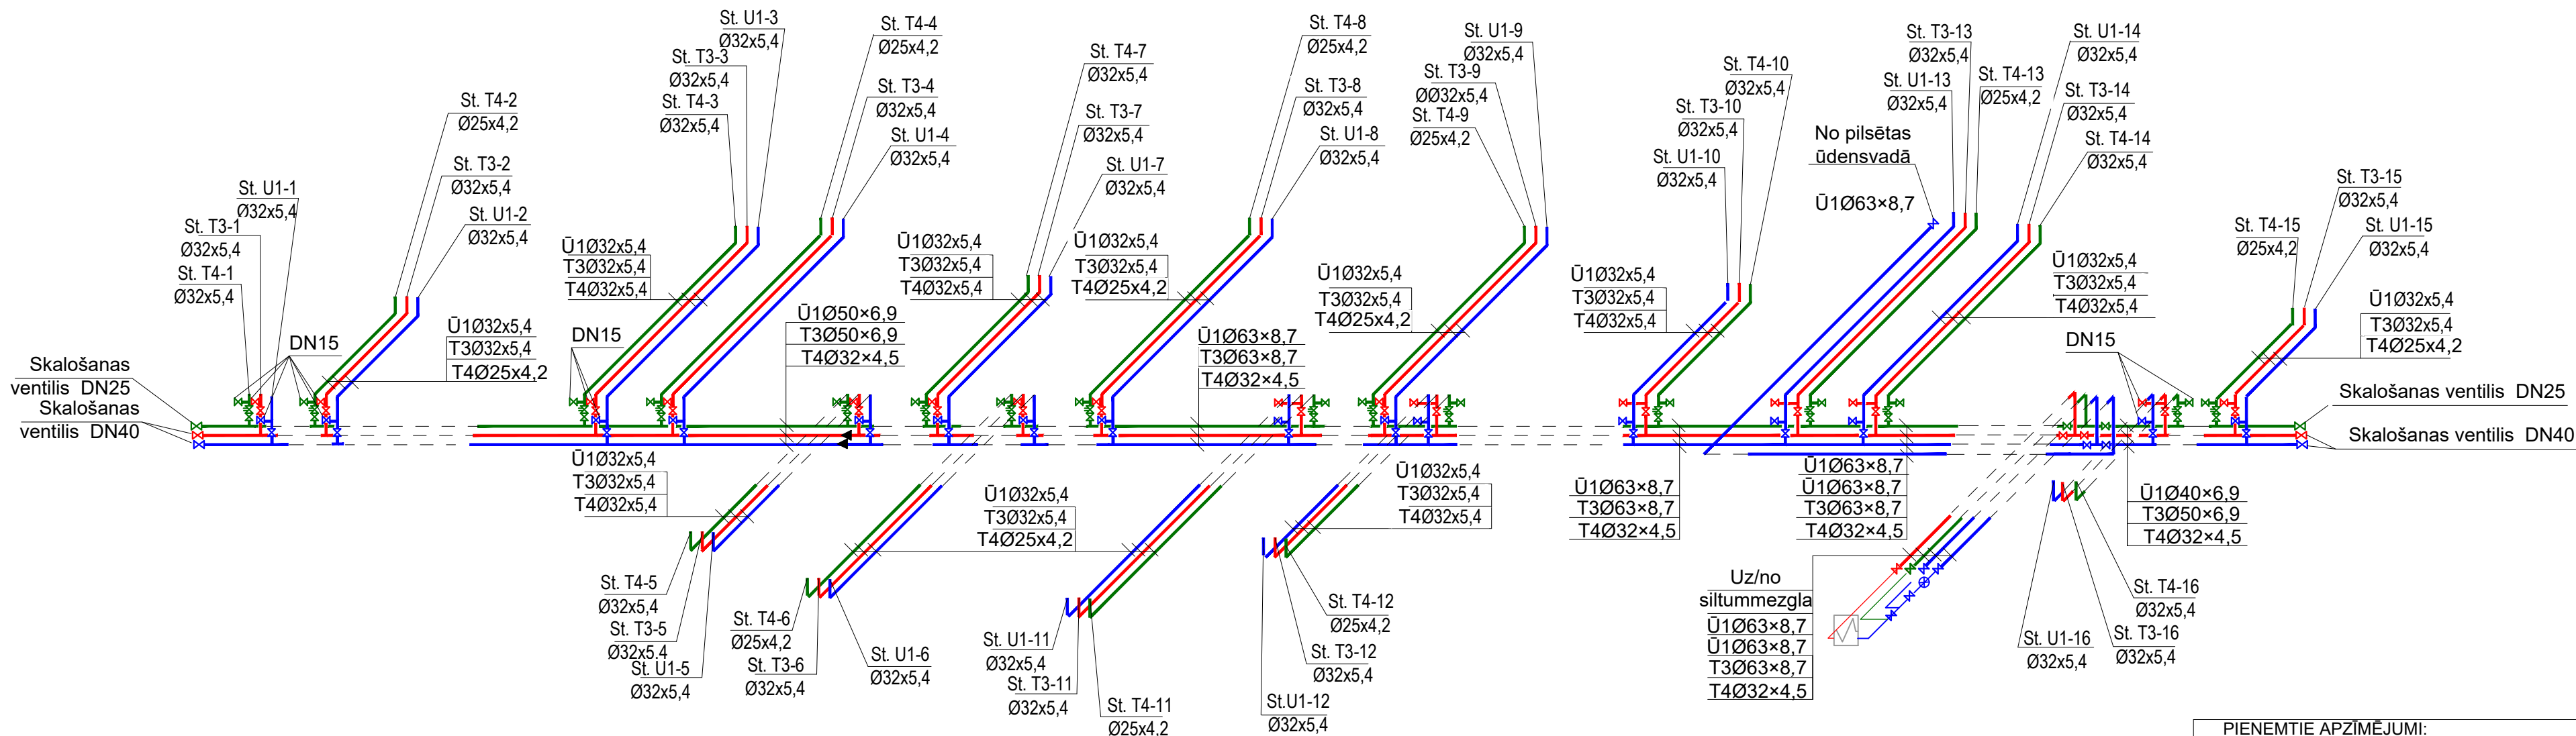 St. U1-1
Ø32x5,4
St. T3-1
Ø32x5,4
St. T4-1
Ø32x5,4
Skalošanas
ventilis DN25
Skalošanas
ventilis DN40
DN15
St. T4-2
Ø25x4,2
St. T3-2
Ø32x5,4
St. U1-2
Ø32x5,4
Ū1Ø32x5,4
T3Ø32x5,4
T4Ø25x4,2
St. U1-3
Ø32x5,4
St. T3-3
Ø32x5,4
St. T4-3
Ø32x5,4
Ū1Ø32x5,4
T3Ø32x5,4
T4Ø32x5,4
DN15
St. T4-4
Ø25x4,2
St. T3-4
Ø32x5,4
St. U1-4
Ø32x5,4
Ū1Ø50×6,9
T3Ø50×6,9
T4Ø32×4,5
St. T4-7
Ø32x5,4
St. T3-7
Ø32x5,4
St. U1-7
Ø32x5,4
Ū1Ø32x5,4
T3Ø32x5,4
T4Ø32x5,4
St. T4-8
Ø25x4,2
St. T3-8
Ø32x5,4
St. U1-8
Ø32x5,4
Ū1Ø32x5,4
T3Ø32x5,4
T4Ø25x4,2
Ū1Ø63×8,7
T3Ø63×8,7
T4Ø32×4,5
St. U1-9
Ø32x5,4
St. T3-9
ØØ32x5,4
St. T4-9
Ø25x4,2
Ū1Ø32x5,4
T3Ø32x5,4
T4Ø25x4,2
St. T4-10
Ø32x5,4
St. T3-10
Ø32x5,4
St. U1-10
Ø32x5,4
Ū1Ø32x5,4
T3Ø32x5,4
T4Ø32x5,4
No pilsētas
ūdensvadā
Ū1Ø63×8,7
St. T3-13
Ø32x5,4
St. U1-13
Ø32x5,4
St. T4-13
Ø25x4,2
St. U1-14
Ø32x5,4
St. T3-14
Ø32x5,4
St. T4-14
Ø32x5,4
Ū1Ø32x5,4
T3Ø32x5,4
T4Ø32x5,4
DN15
St. T3-15
Ø32x5,4
St. T4-15
Ø25x4,2
St. U1-15
Ø32x5,4
Ū1Ø32x5,4
T3Ø32x5,4
T4Ø25x4,2
Skalošanas ventilis DN25
Skalošanas ventilis DN40
Ū1Ø32x5,4
T3Ø32x5,4
T4Ø32x5,4
St. T4-5
Ø32x5,4
St. T3-5
Ø32x5,4
St. U1-5
Ø32x5,4
St. T4-6
Ø25x4,2
St. T3-6
Ø32x5,4
St. U1-6
Ø32x5,4
Ū1Ø32x5,4
T3Ø32x5,4
T4Ø25x4,2
St. U1-11
Ø32x5,4
St. T3-11
Ø32x5,4
St. T4-11
Ø25x4,2
Ū1Ø32x5,4
T3Ø32x5,4
T4Ø32x5,4
St. T4-12
Ø25x4,2
St. T3-12
Ø32x5,4
St.U1-12
Ø32x5,4
Ū1Ø63×8,7
T3Ø63×8,7
T4Ø32×4,5
Ū1Ø63×8,7
Ū1Ø63×8,7
T3Ø63×8,7
T4Ø32×4,5
Uz/no
siltummezgla
Ū1Ø63×8,7
Ū1Ø63×8,7
T3Ø63×8,7
T4Ø32×4,5
Ū1Ø40×6,9
T3Ø50×6,9
T4Ø32×4,5
St. T4-16
Ø32x5,4
St. T3-16
Ø32x5,4
St. U1-16
Ø32x5,4
PIENEMTIE APZĪMĒJUMI: